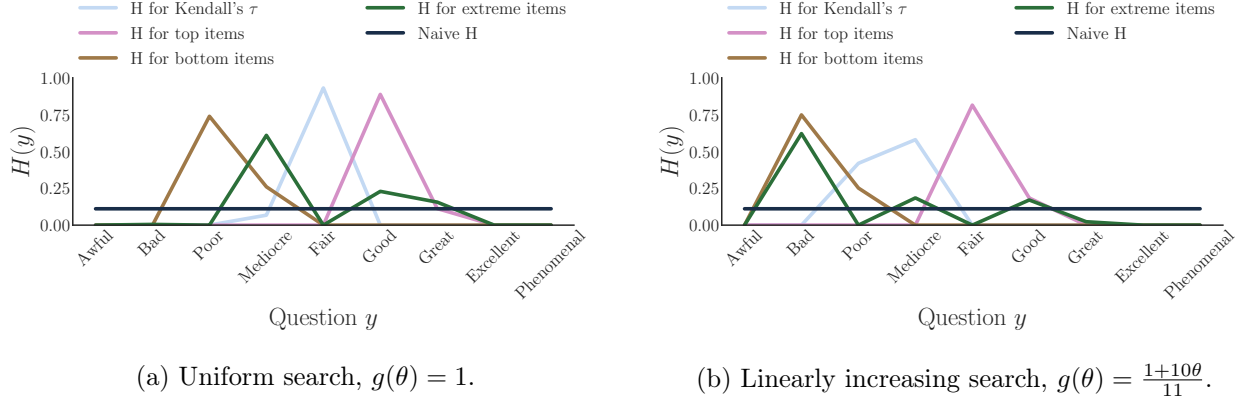 H for Kendall's τ
H for top items
H for bottom items
H for extreme items
Naive H
1.00
0.75
0.50
0.25
0.00
H(y)
Awful
Bad
Poor
Mediocre
Fair
Good
Great
Excellent
Phenomenal
Question y
(a) Uniform search, g(θ) = 1.
H for Kendall's τ
H for top items
H for bottom items
H for extreme items
Naive H
1.00
0.75
0.50
0.25
0.00
H(y)
Awful
Bad
Poor
Mediocre
Fair
Good
Great
Excellent
Phenomenal
Question y
(b) Linearly increasing search, g(θ) = \frac{1+10θ}{11}.